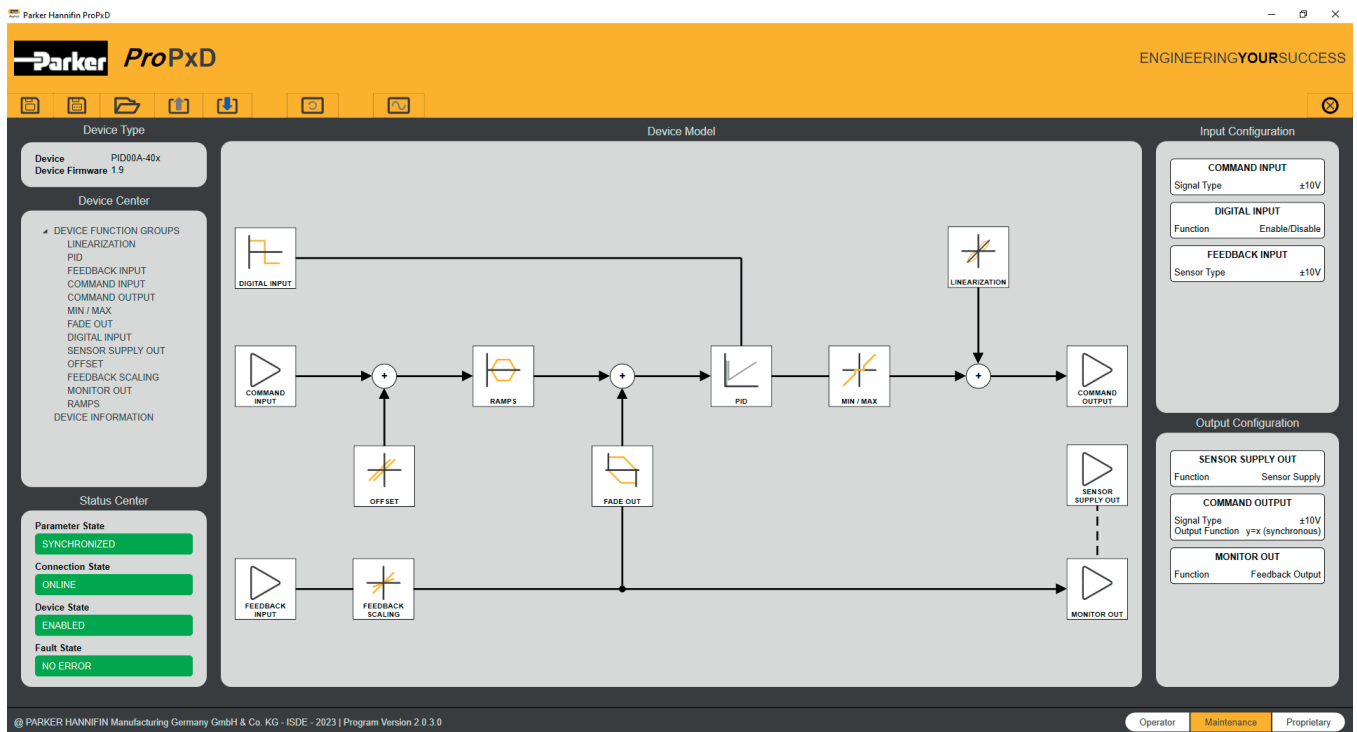 Parker Hannifin ProPxD
Parker ProPxD
ENGINEERINGYOURSUCCESS
Device Type
Device PID00A-40x
Device Firmware 1.9
Device Center
DEVICE FUNCTION GROUPS
LINEARIZATION
PID
FEEDBACK INPUT
COMMAND INPUT
COMMAND OUTPUT
MIN / MAX
FADE OUT
DIGITAL INPUT
SENSOR SUPPLY OUT
OFFSET
FEEDBACK SCALING
MONITOR OUT
RAMPS
DEVICE INFORMATION
Status Center
Parameter State
SYNCHRONIZED
Connection State
ONLINE
Device State
ENABLED
Fault State
NO ERROR
Device Model
DIGITAL INPUT
LINEARIZATION
COMMAND
INPUT
+
RAMPS
+
PID
MIN / MAX
+
COMMAND
OUTPUT
OFFSET
FADE OUT
SENSOR
SUPPLY OUT
FEEDBACK
INPUT
FEEDBACK
SCALING
MONITOR OUT
Input Configuration
COMMAND INPUT
Signal Type ±10V
DIGITAL INPUT
Function Enable/Disable
FEEDBACK INPUT
Sensor Type ±10V
Output Configuration
SENSOR SUPPLY OUT
Function Sensor Supply
COMMAND OUTPUT
Signal Type ±10V
Output Function y=x (synchronous)
MONITOR OUT
Function Feedback Output
@ PARKER HANNIFIN Manufacturing Germany GmbH & Co. KG - ISDE - 2023 | Program Version 2.0.3.0
Operator Maintenance Proprietary